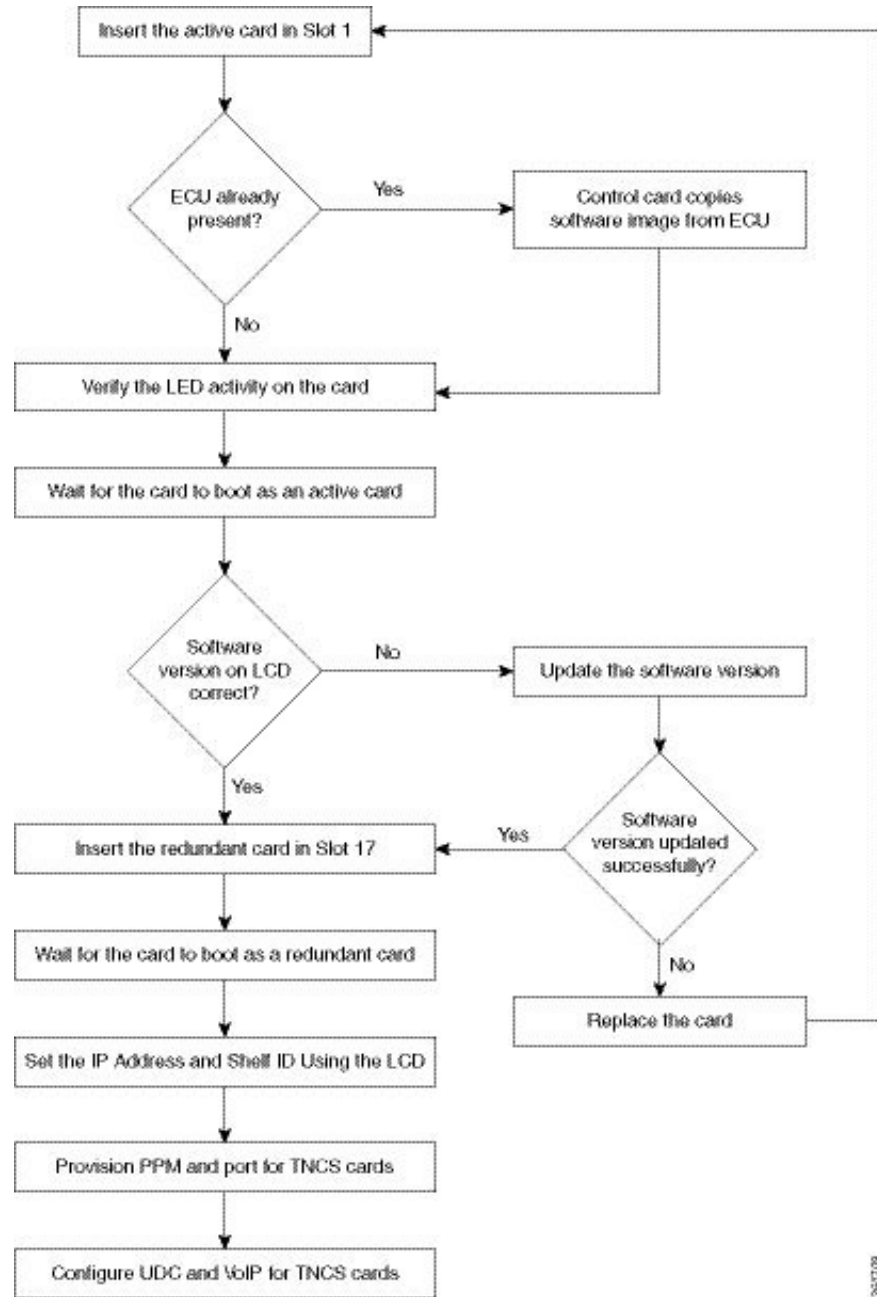 Insert the active card in Slot 1
ECU already
present?
Yes
Control card copies
software image from ECU
No
Verify the LED activity on the card
Wait for the card to boot as an active card
Software
version on LCD
correct?
No
Update the software version
Yes
Software
version updated
successfully?
Yes
Insert the redundant card in Slot 17
No
Replace the card
Wait for the card to boot as a redundant card
Set the IP Address and Shelf ID Using the LCD
Provision PPM and port for TNCS cards
Configure UDC and VoIP for TNCS cards